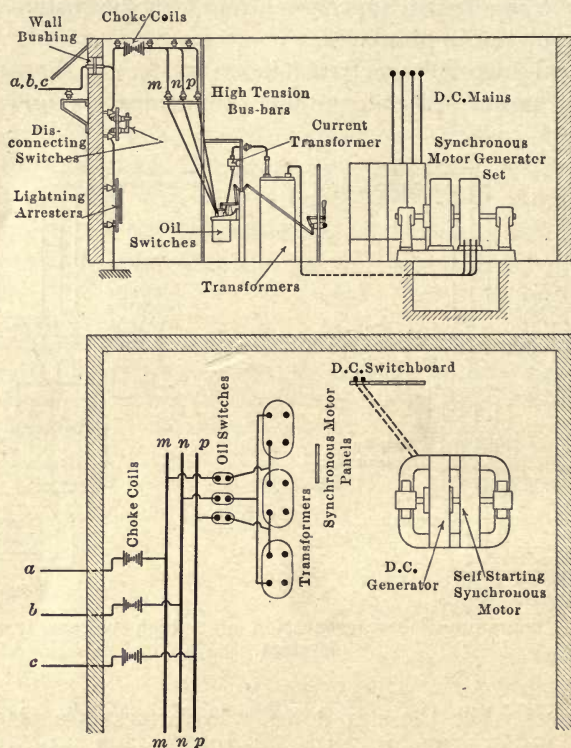 Choke Coils
Wall
Bushing
a, b, c
m n p
High Tension
Bus-bars
D.C. Mains
Current
Transformer
Dis-
connecting
Switches
Synchronous
Motor Generator
Set
Lightning
Arresters
Oil
Switches
Transformers
D.C. Switchboard
m n p
Oil Switches
Synchronous Motor
Panels
Choke Coils
Transformers
a
b
c
D.C.
Generator
Self Starting
Synchronous
Motor
m n p